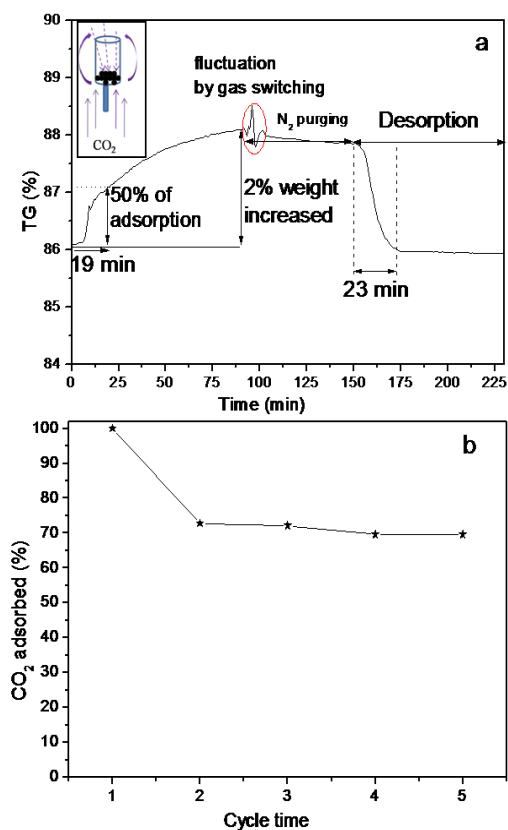 90
89
88
87
86
85
84
TG (%)
a
CO₂
fluctuation
by gas switching
N₂ purging
Desorption
50% of
adsorption
2% weight
increased
19 min
23 min
0 25 50 75 100 125 150 175 200 225
Time (min)
b
100
90
80
70
60
50
40
30
20
10
0
CO₂ adsorbed (%)
1 2 3 4 5
Cycle time